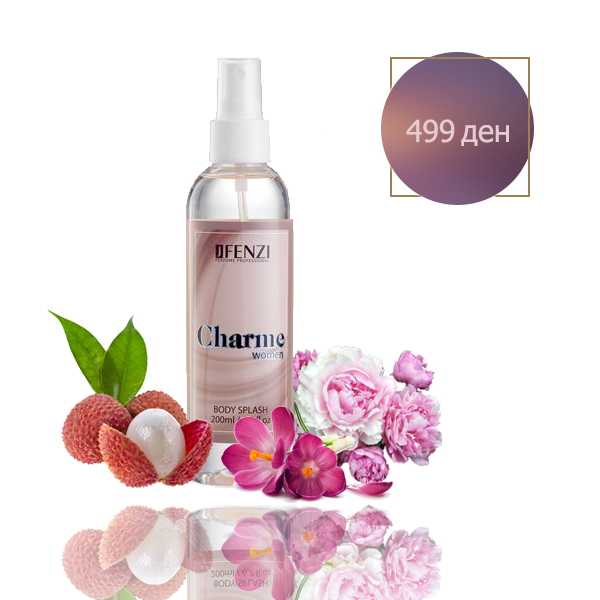 499 ден
JFENZI
PERFUME PROFESSIONAL
Charme
women
BODY SPLASH
200ml